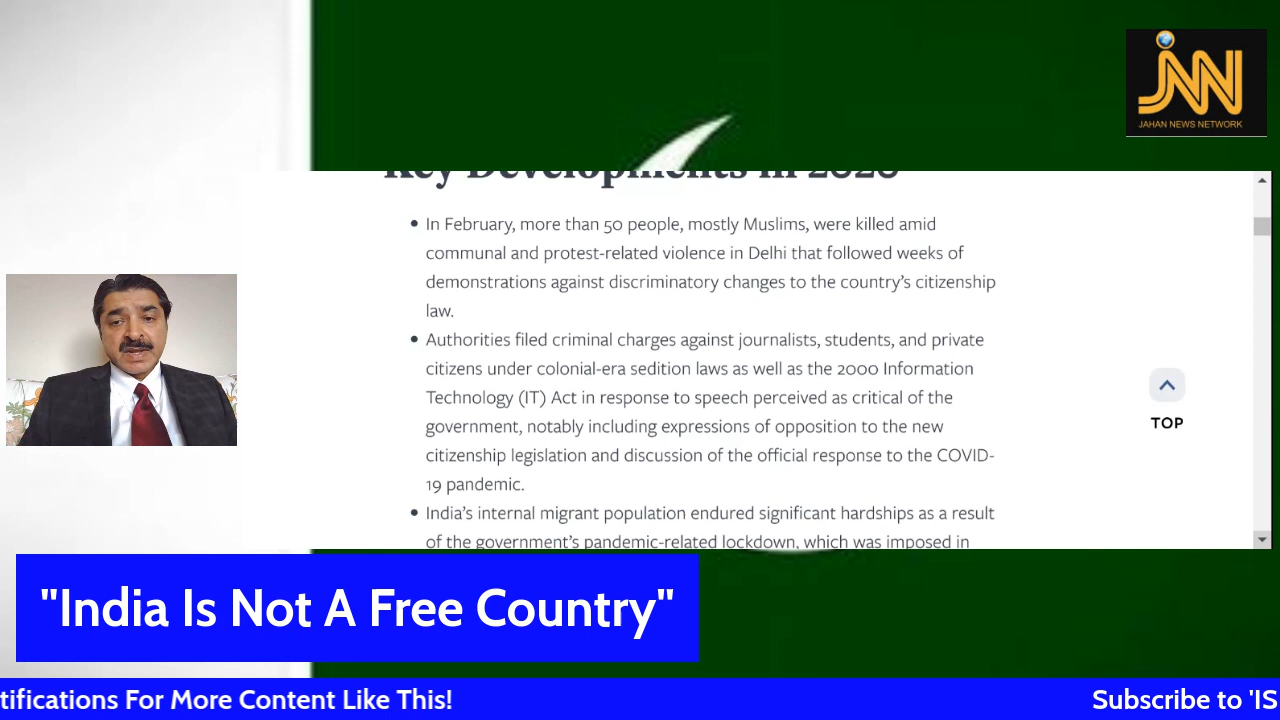 JNN
JAHAN NEWS NETWORK
Key Developments in 2020
• In February, more than 50 people, mostly Muslims, were killed amid
communal and protest-related violence in Delhi that followed weeks of
demonstrations against discriminatory changes to the country's citizenship
law.
• Authorities filed criminal charges against journalists, students, and private
citizens under colonial-era sedition laws as well as the 2000 Information
Technology (IT) Act in response to speech perceived as critical of the
government, notably including expressions of opposition to the new
citizenship legislation and discussion of the official response to the COVID-
19 pandemic.
• India's internal migrant population endured significant hardships as a result
of the government's pandemic-related lockdown, which was imposed in
TOP
"India Is Not A Free Country"
tifications For More Content Like This! Subscribe to 'IS